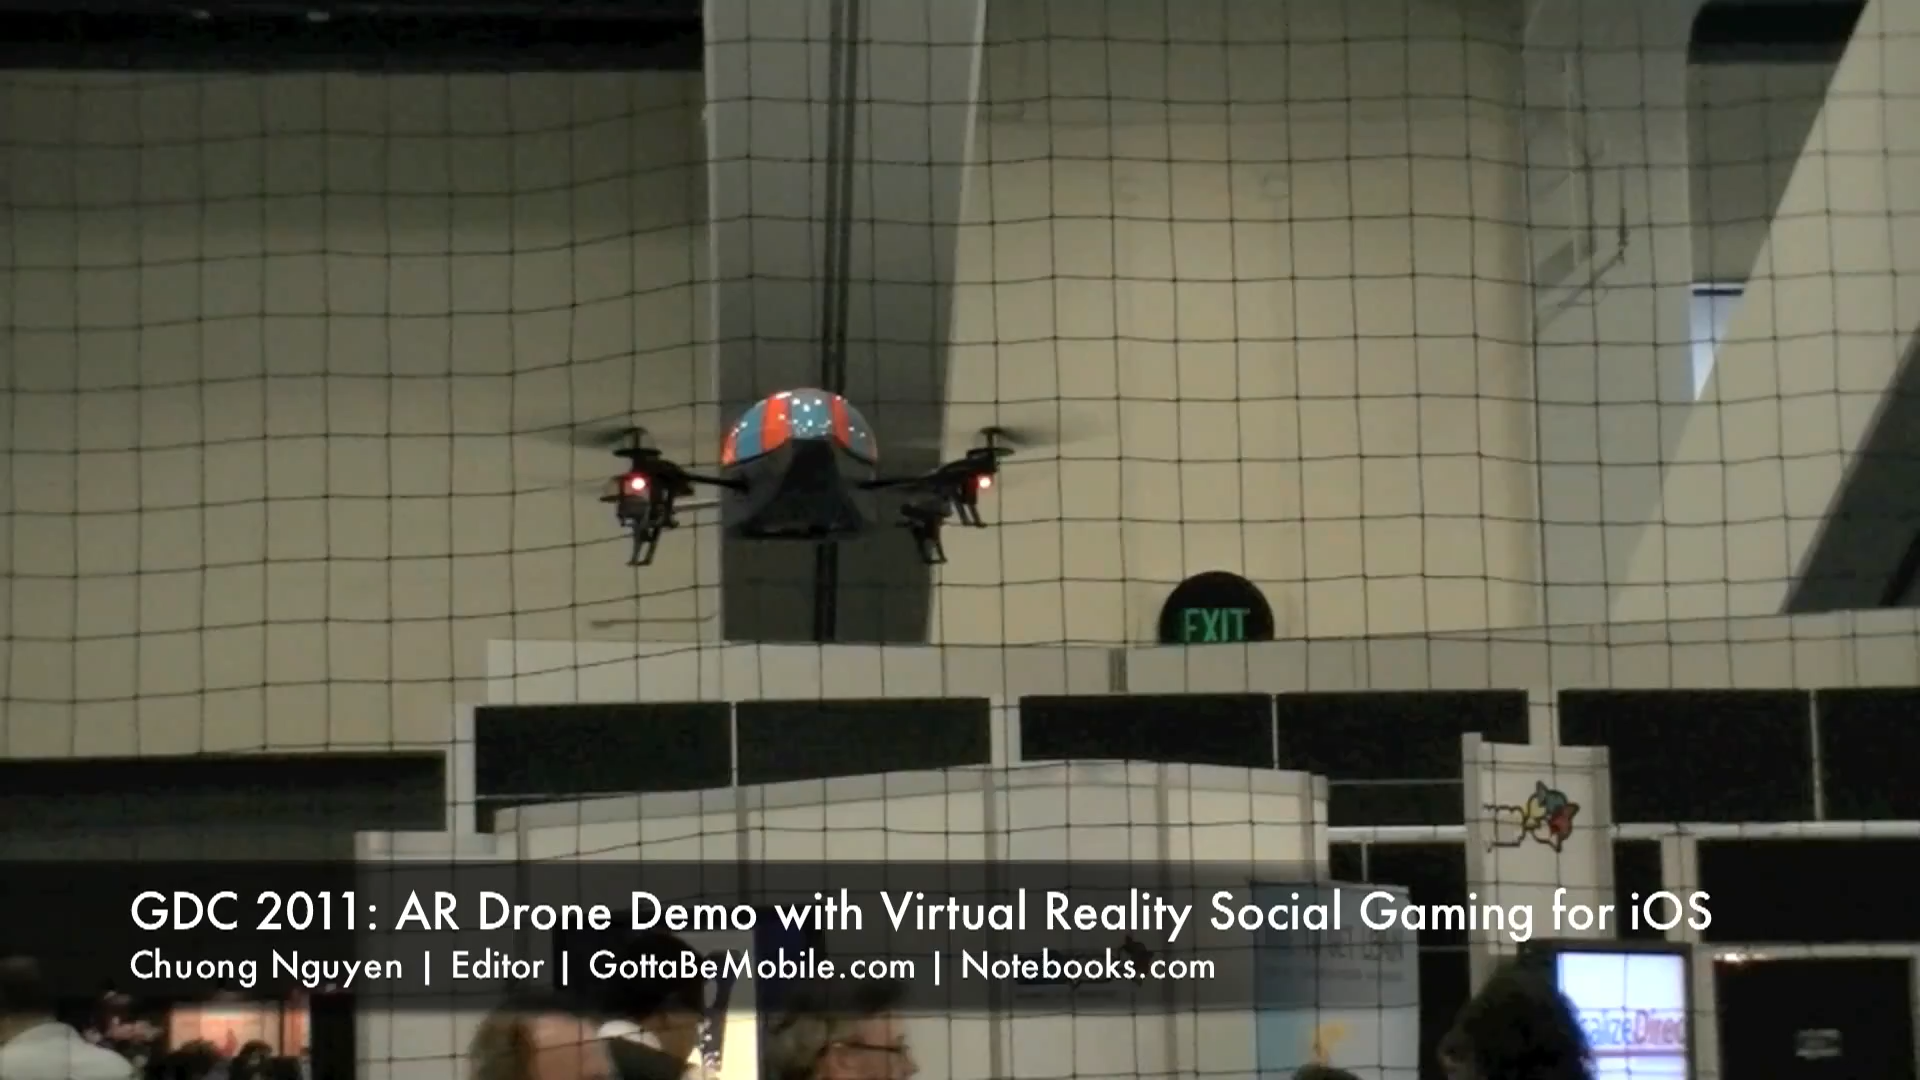 EXIT
GDC 2011: AR Drone Demo with Virtual Reality Social Gaming for iOS
Chuong Nguyen | Editor | GottaBeMobile.com | Notebooks.com